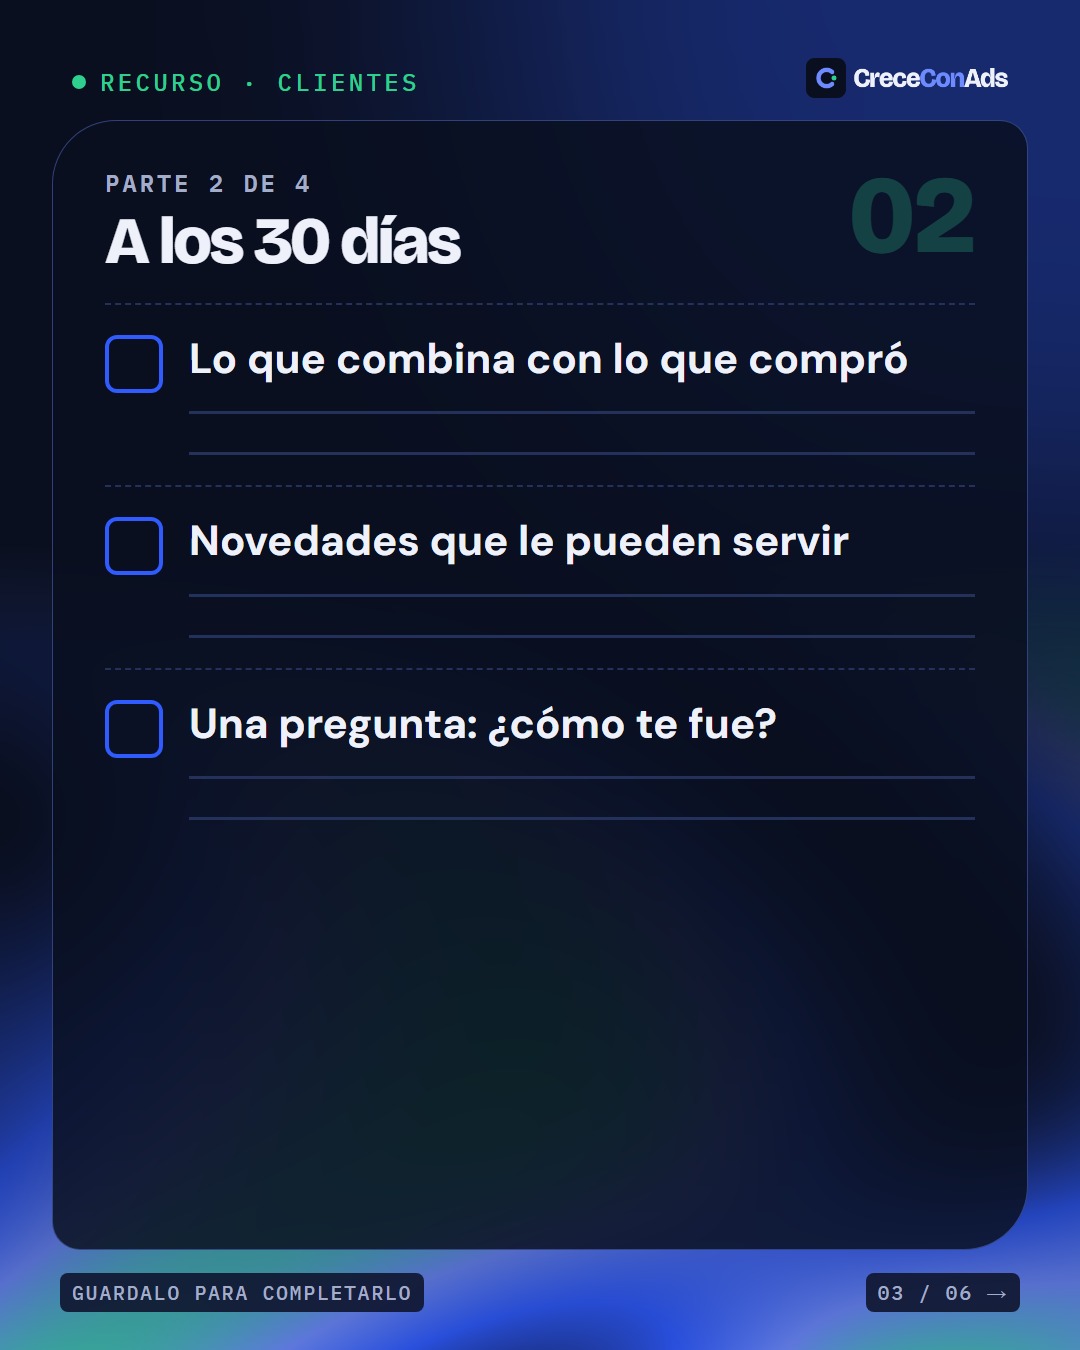 RECURSO · CLIENTES
CreceConAds
PARTE 2 DE 4
A los 30 días
02
Lo que combina con lo que compró
Novedades que le pueden servir
Una pregunta: ¿cómo te fue?
GUARDALO PARA COMPLETARLO
03 / 06 →